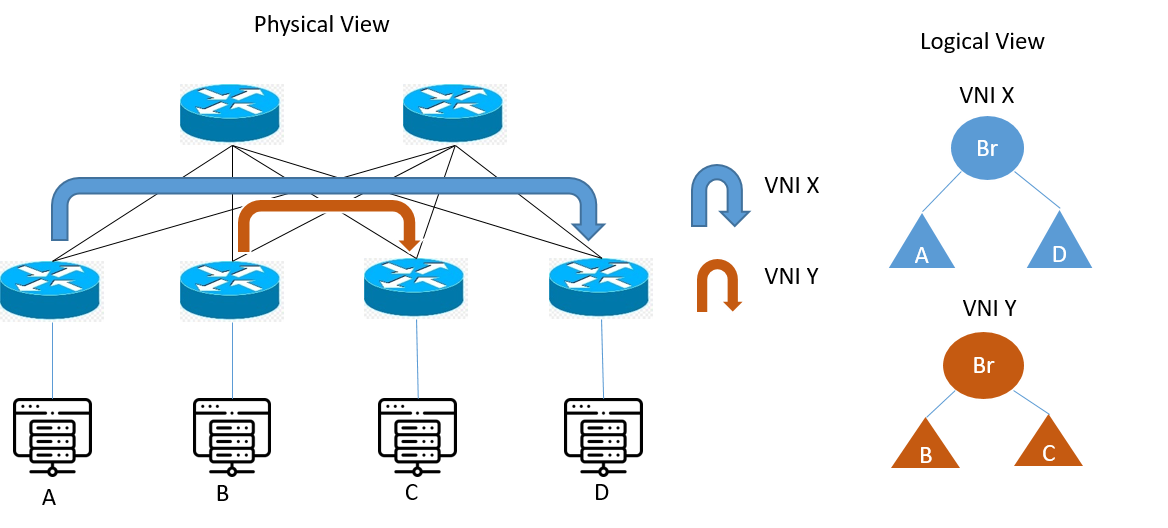 Physical View
Logical View
VNI X
Br
VNI X
A
D
VNI Y
VNI Y
Br
B
C
A
B
C
D